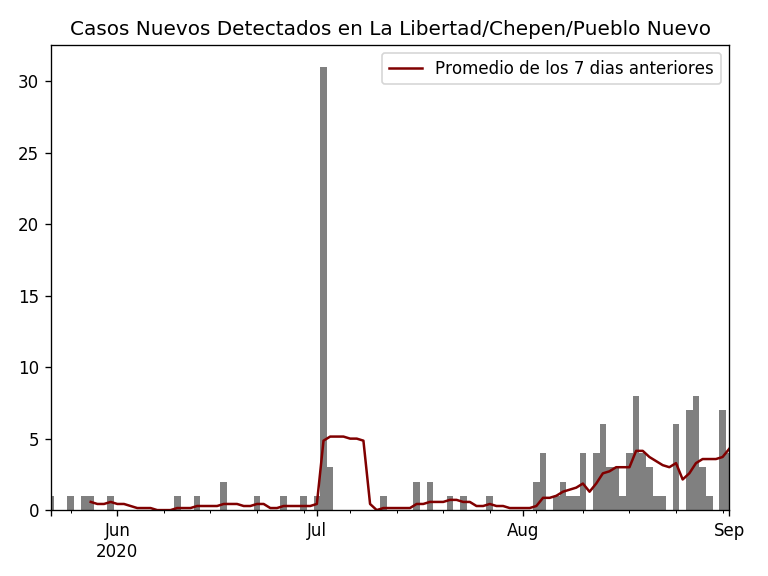 Casos Nuevos Detectados en La Libertad/Chepen/Pueblo Nuevo
Promedio de los 7 dias anteriores
30
25
20
15
10
5
0
Jun
2020
Jul
Aug
Sep